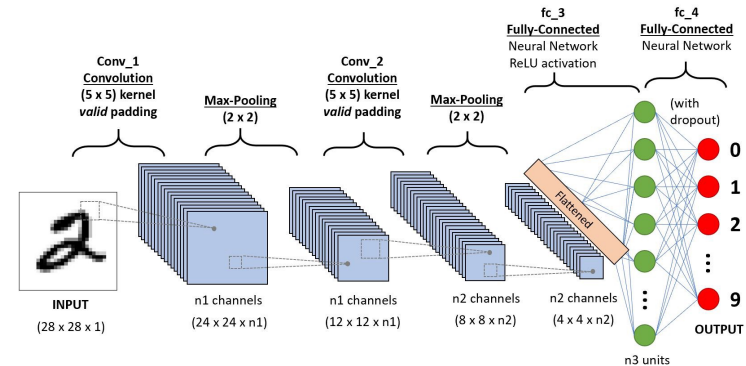 fc_3
Fully-Connected
Neural Network
ReLU activation
fc_4
Fully-Connected
Neural Network
Conv_1
Convolution
(5 x 5) kernel
valid padding
Max-Pooling
(2 x 2)
Conv_2
Convolution
(5 x 5) kernel
valid padding
Max-Pooling
(2 x 2)
(with
dropout)
Flattened
0
1
2
9
INPUT
(28 x 28 x 1)
n1 channels
(24 x 24 x n1)
n1 channels
(12 x 12 x n1)
n2 channels
(8 x 8 x n2)
n2 channels
(4 x 4 x n2)
OUTPUT
n3 units
2